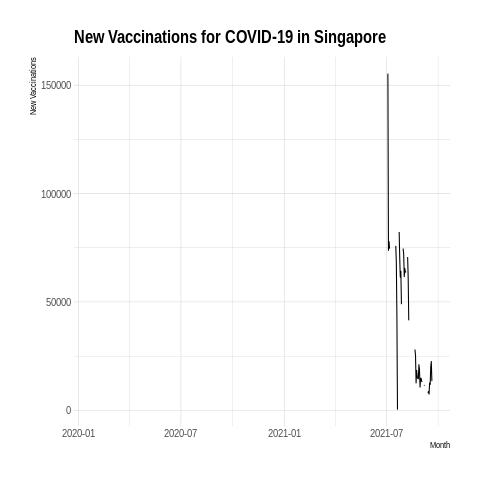 New Vaccinations for COVID-19 in Singapore
New Vaccinations
150000
100000
50000
0
2020-01 2020-07 2021-01 2021-07
Month